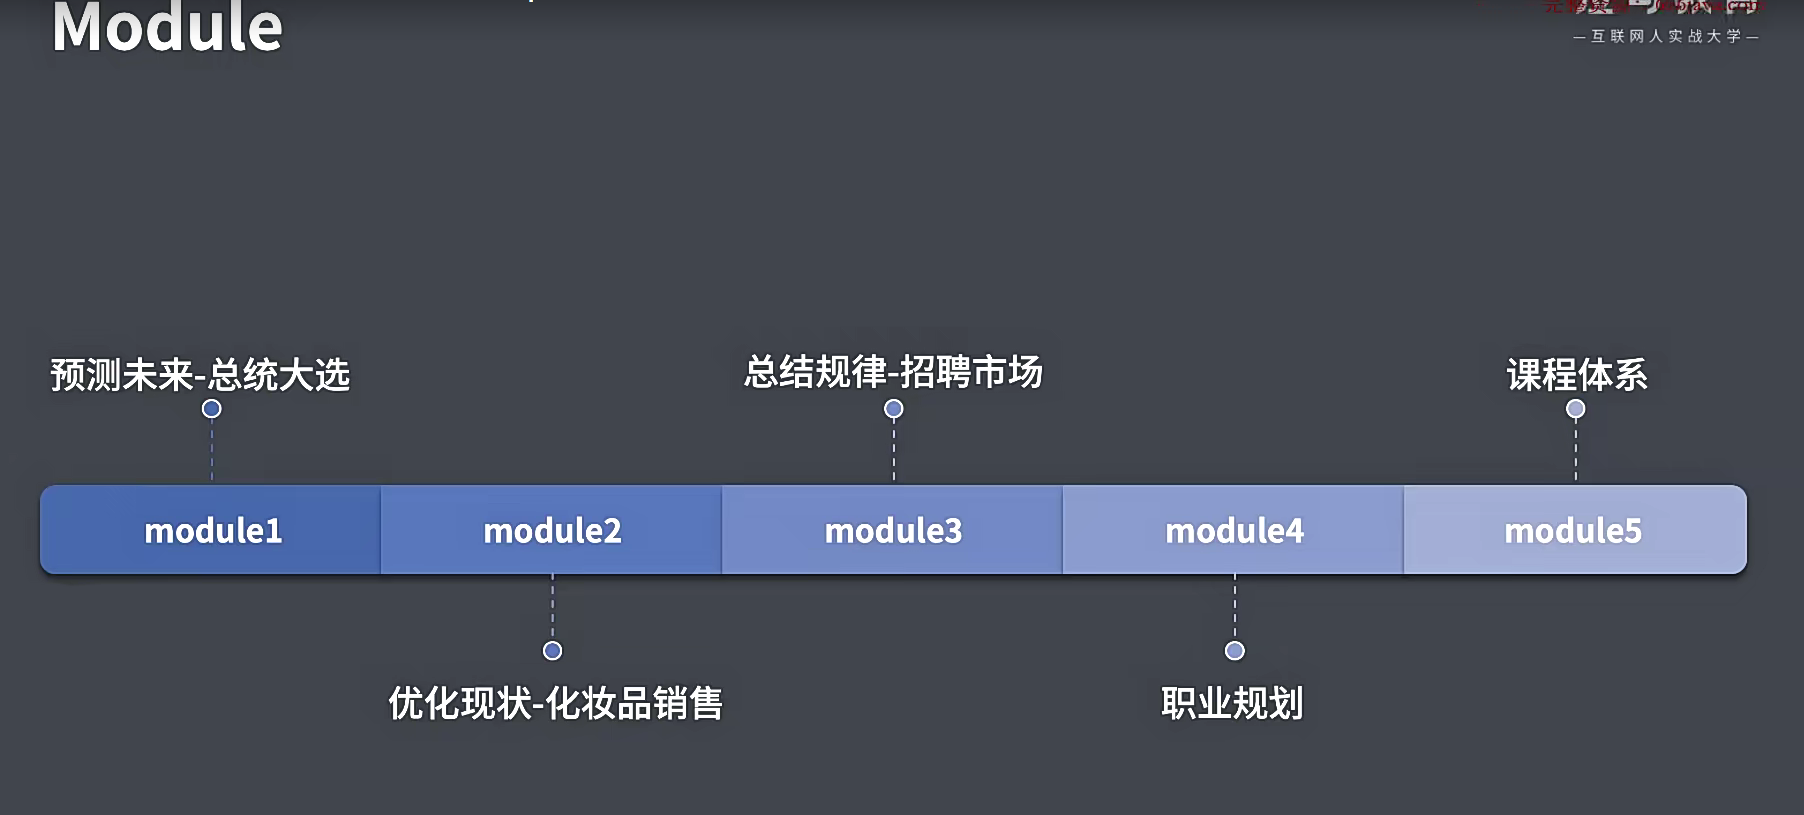 Module
—互联网人实战大学—
预测未来-总统大选
总结规律-招聘市场
课程体系
module1
module2
module3
module4
module5
优化现状-化妆品销售
职业规划